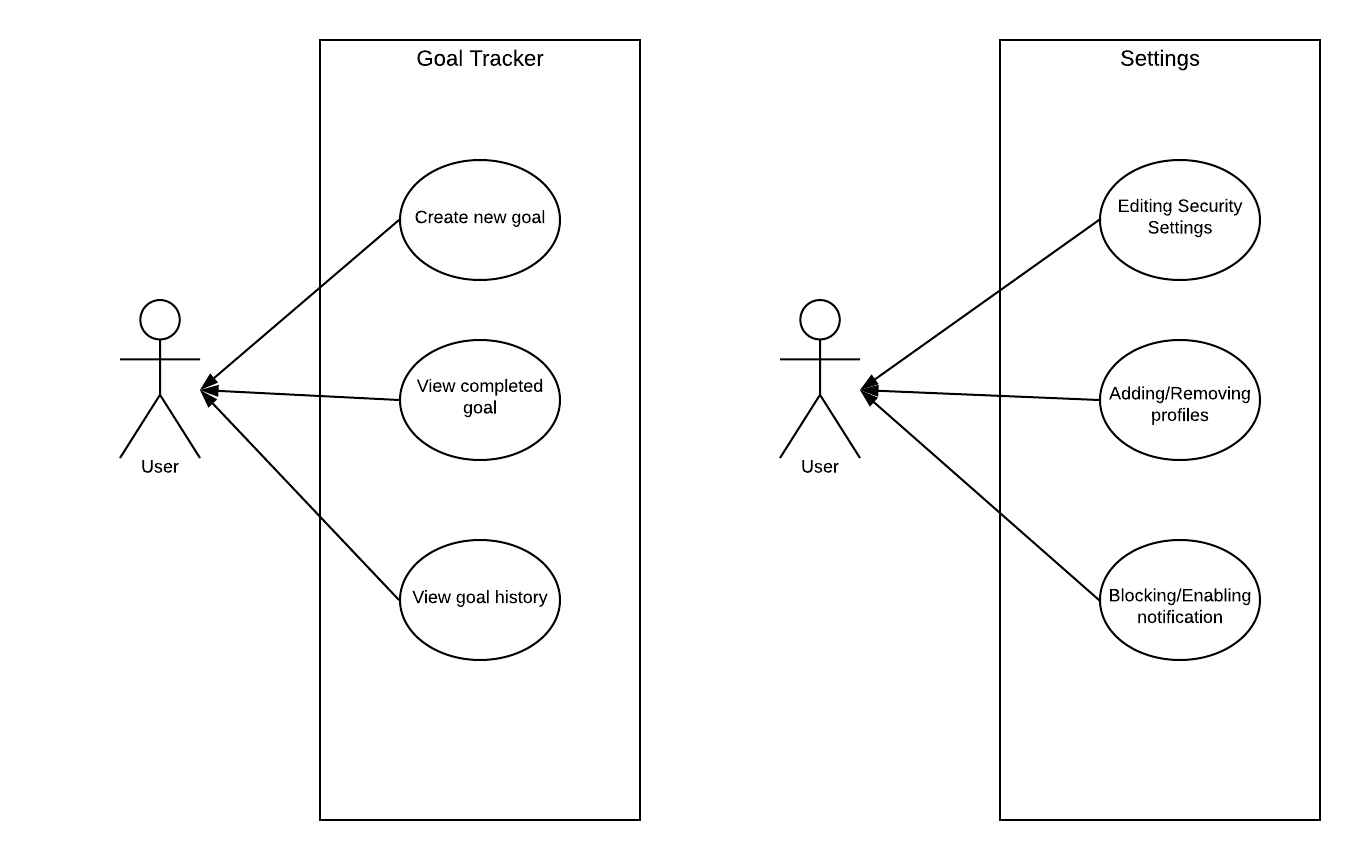 Goal Tracker
Create new goal
View completed
goal
User
View goal history
Settings
Editing Security
Settings
Adding/Removing
profiles
User
Blocking/Enabling
notification